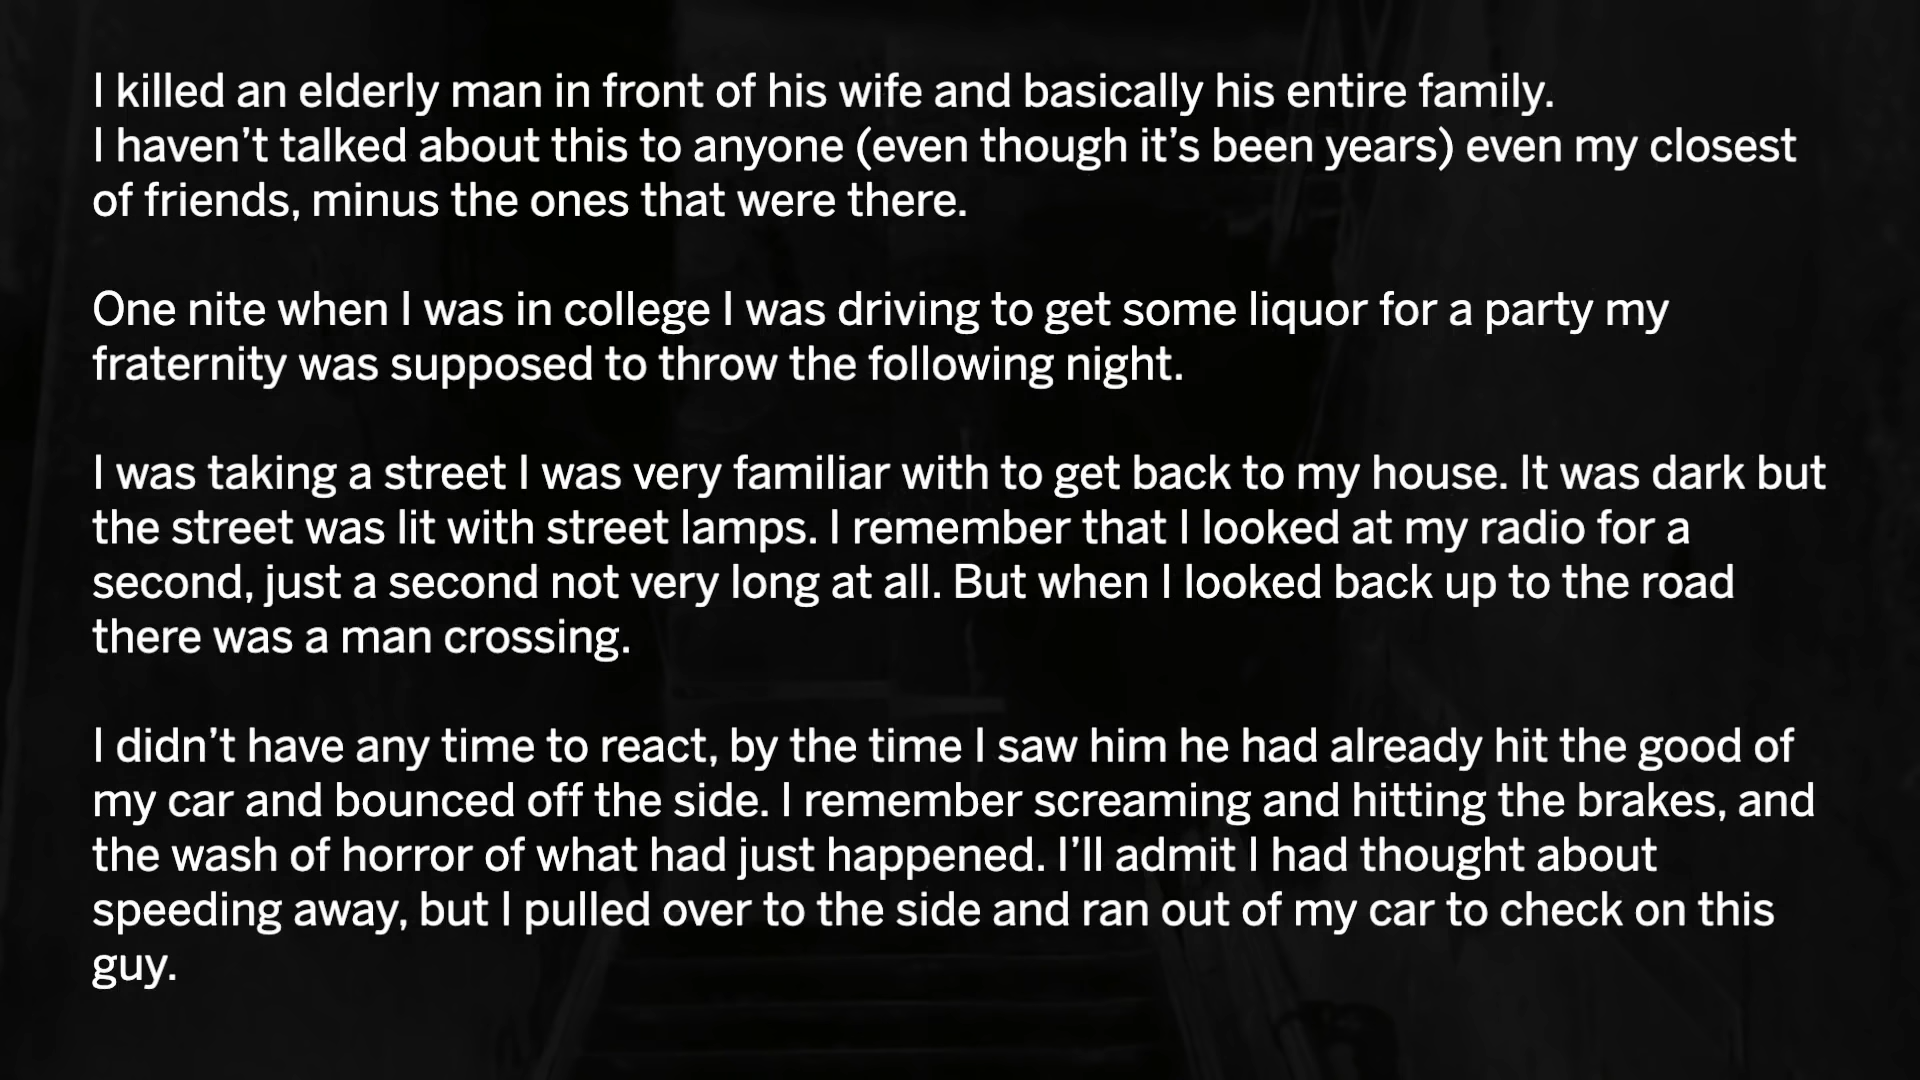 I killed an elderly man in front of his wife and basically his entire family.
I haven’t talked about this to anyone (even though it’s been years) even my closest
of friends, minus the ones that were there.
One nite when I was in college I was driving to get some liquor for a party my
fraternity was supposed to throw the following night.
I was taking a street I was very familiar with to get back to my house. It was dark but
the street was lit with street lamps. I remember that I looked at my radio for a
second, just a second not very long at all. But when I looked back up to the road
there was a man crossing.
I didn’t have any time to react, by the time I saw him he had already hit the good of
my car and bounced off the side. I remember screaming and hitting the brakes, and
the wash of horror of what had just happened. I’ll admit I had thought about
speeding away, but I pulled over to the side and ran out of my car to check on this
guy.